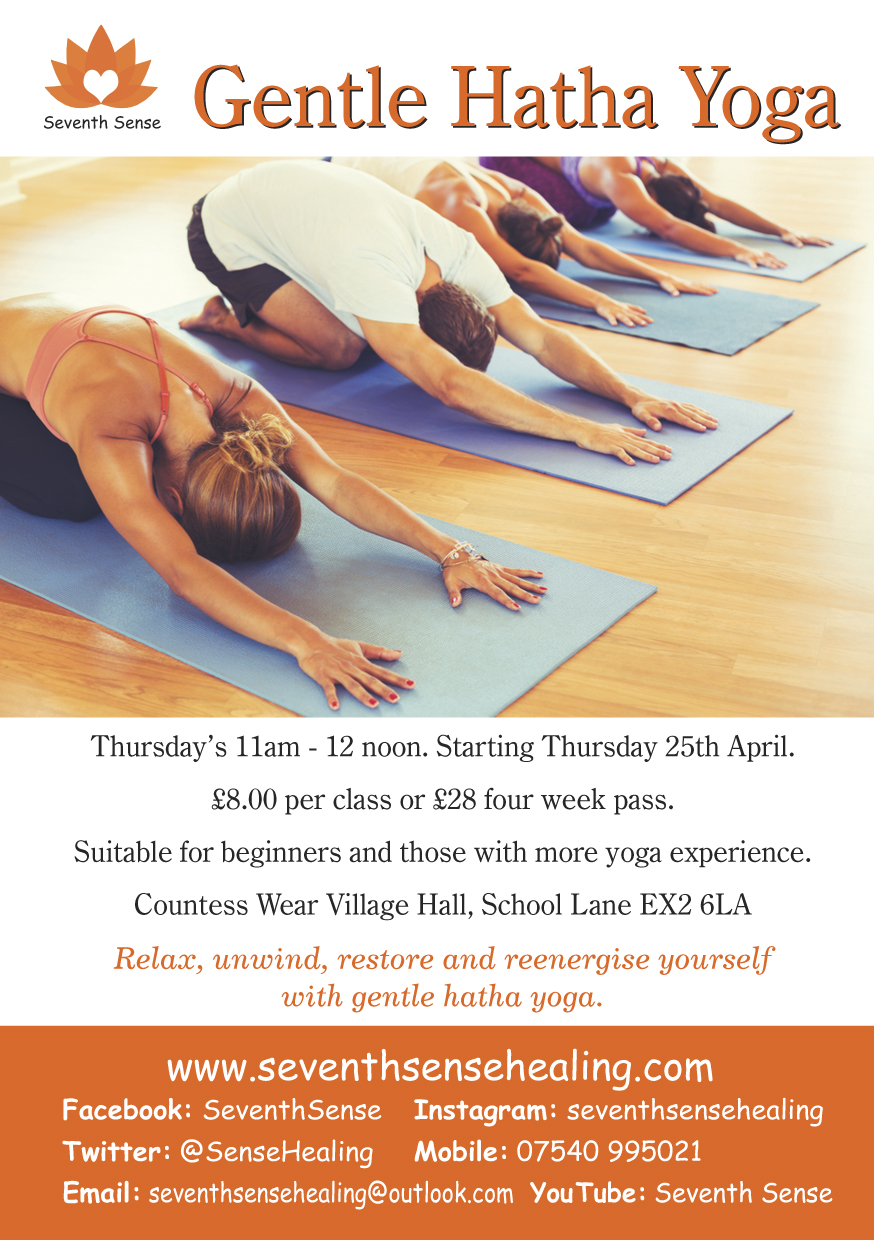 Seventh Sense
Gentle Hatha Yoga
Thursday's 11am - 12 noon. Starting Thursday 25th April.
£8.00 per class or £28 four week pass.
Suitable for beginners and those with more yoga experience.
Countess Wear Village Hall, School Lane EX2 6LA
Relax, unwind, restore and reenergise yourself
with gentle hatha yoga.
www.seventhsensehealing.com
Facebook: SeventhSense Instagram: seventhsensehealing
Twitter: @SenseHealing Mobile: 07540 995021
Email: seventhsensehealing@outlook.com YouTube: Seventh Sense